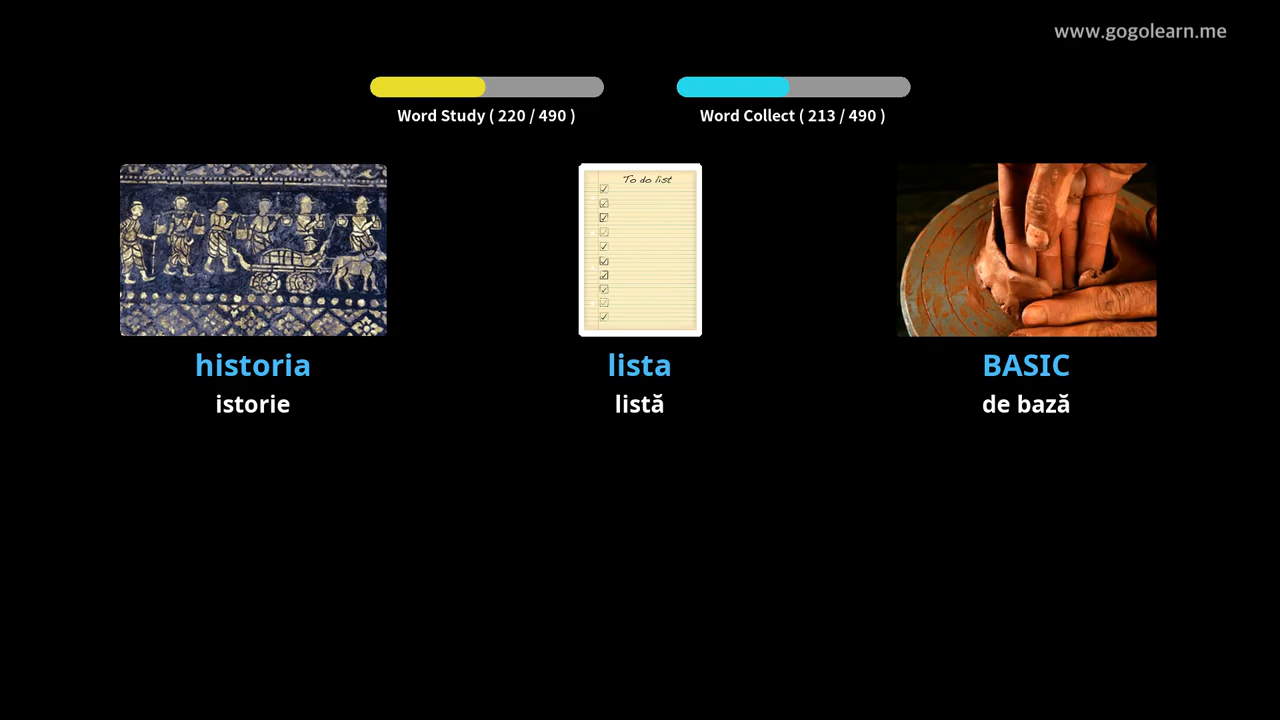 www.gogolearn.me
Word Study ( 220 / 490 )
Word Collect ( 213 / 490 )
To do list
historia
lista
BASIC
istorie
listă
de bază